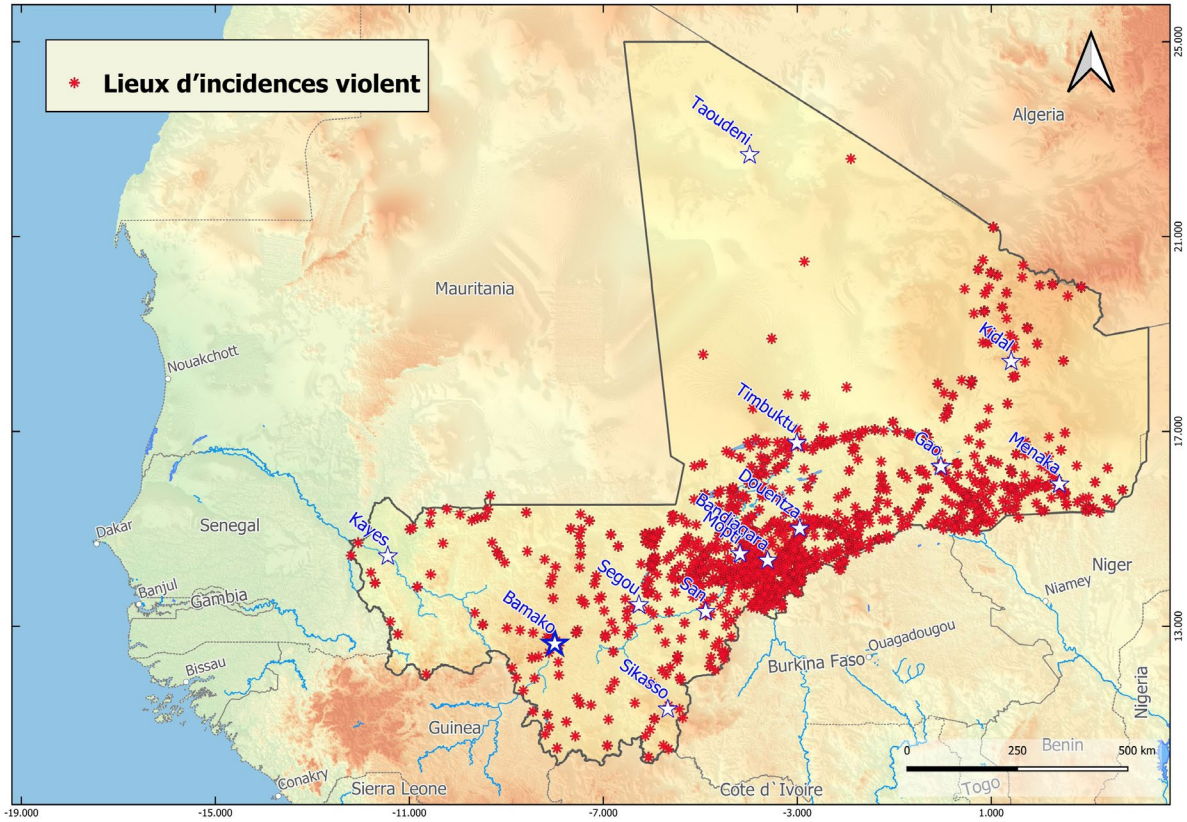 Lieux d'incidences violent
25.000
Algeria
Taoudeni
21.000
Mauritania
Nouakchott
Kidal
Timbuktu
17.000
Gao
Menaka
Douentza
Bandiagara
Mopti
Dakar
Senegal
Kayes
Segou
San
Niger
Niamey
Banjul
Gambia
Bamako
13.000
Ouagadougou
Burkina Faso
Bissau
Sikasso
Nigeria
Guinea
Benin
0 250 500 km
Conakry
Sierra Leone
Cote d`Ivoire
Togo
-19.000 -15.000 -11.000 -7.000 -3.000 1.000